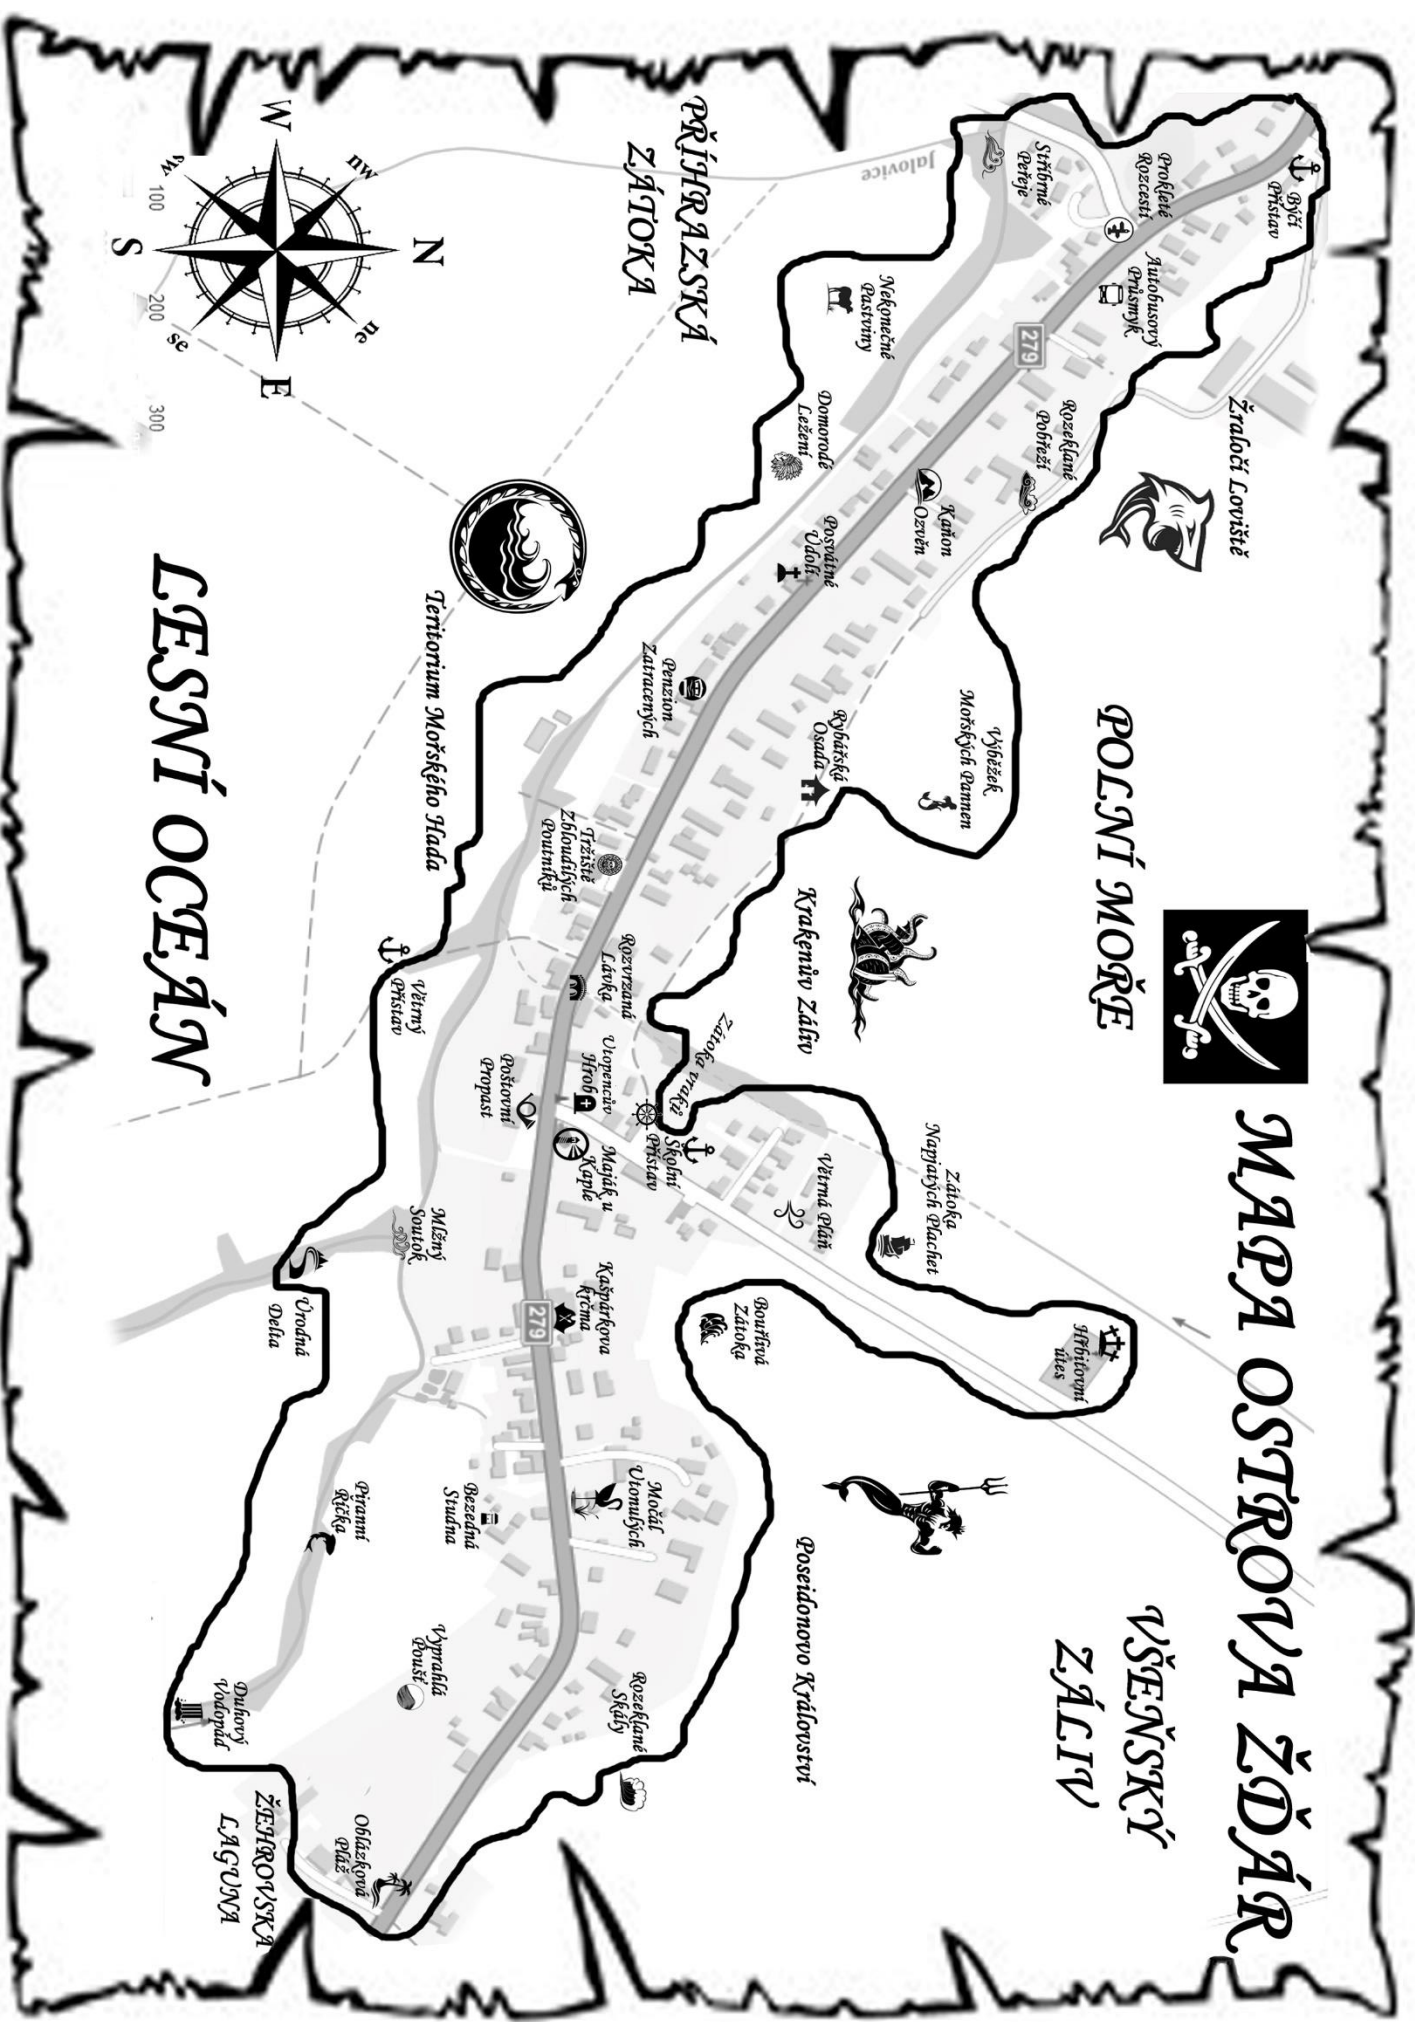 MAPA OSTROVA ŽĎÁR
Býčí
Přístav
Prokleté
Rozcestí
Stříbrné
Peřeje
Jalovice
Autobusový
Průsmyk
279
Žraločí Loviště
Rozeklané
Pobřeží
Nekonečné
Pastviny
PŘÍHRAZSKÁ
ZÁTOKA
Domorodé
Ležení
Kaňon
Ozvěn
Posvátné
Údolí
POLNÍ MOŘE
Výběžek
Mořských Pannen
Rybářská
Osada
Penzion
Zatracených
Teritorium Mořského Hada
Krakenův Záliv
Tržiště
Zbloudilých
Poutníků
Rozvrzaná
Lávka
Větrný
Přístav
LESNÍ OCEÁN
Zátoka vraků
Utopencův
Hrob
Poštovní
Propast
Školní
Přístav
Maják u
Kaple
Větrná Pláň
Zátoka
Napjatých Plachet
Mlžný
Soutok
Úrodná
Delta
Kašpárkova
krčma
279
Bouřlivá
Zátoka
Hřbitovní
útes
Močál
Utonulých
Bezedná
Studna
Piranní
Říčka
Poseidonovo Království
VŠEŇSKÝ
ZÁLIV
Rozeklané
Skály
Vyprahlá
Poušť
Duhový
Vodopád
Oblázková
Pláž
ŽEHROVSKÁ
LAGUNA
N
nw
ne
W
E
sw
se
S
100
200
300